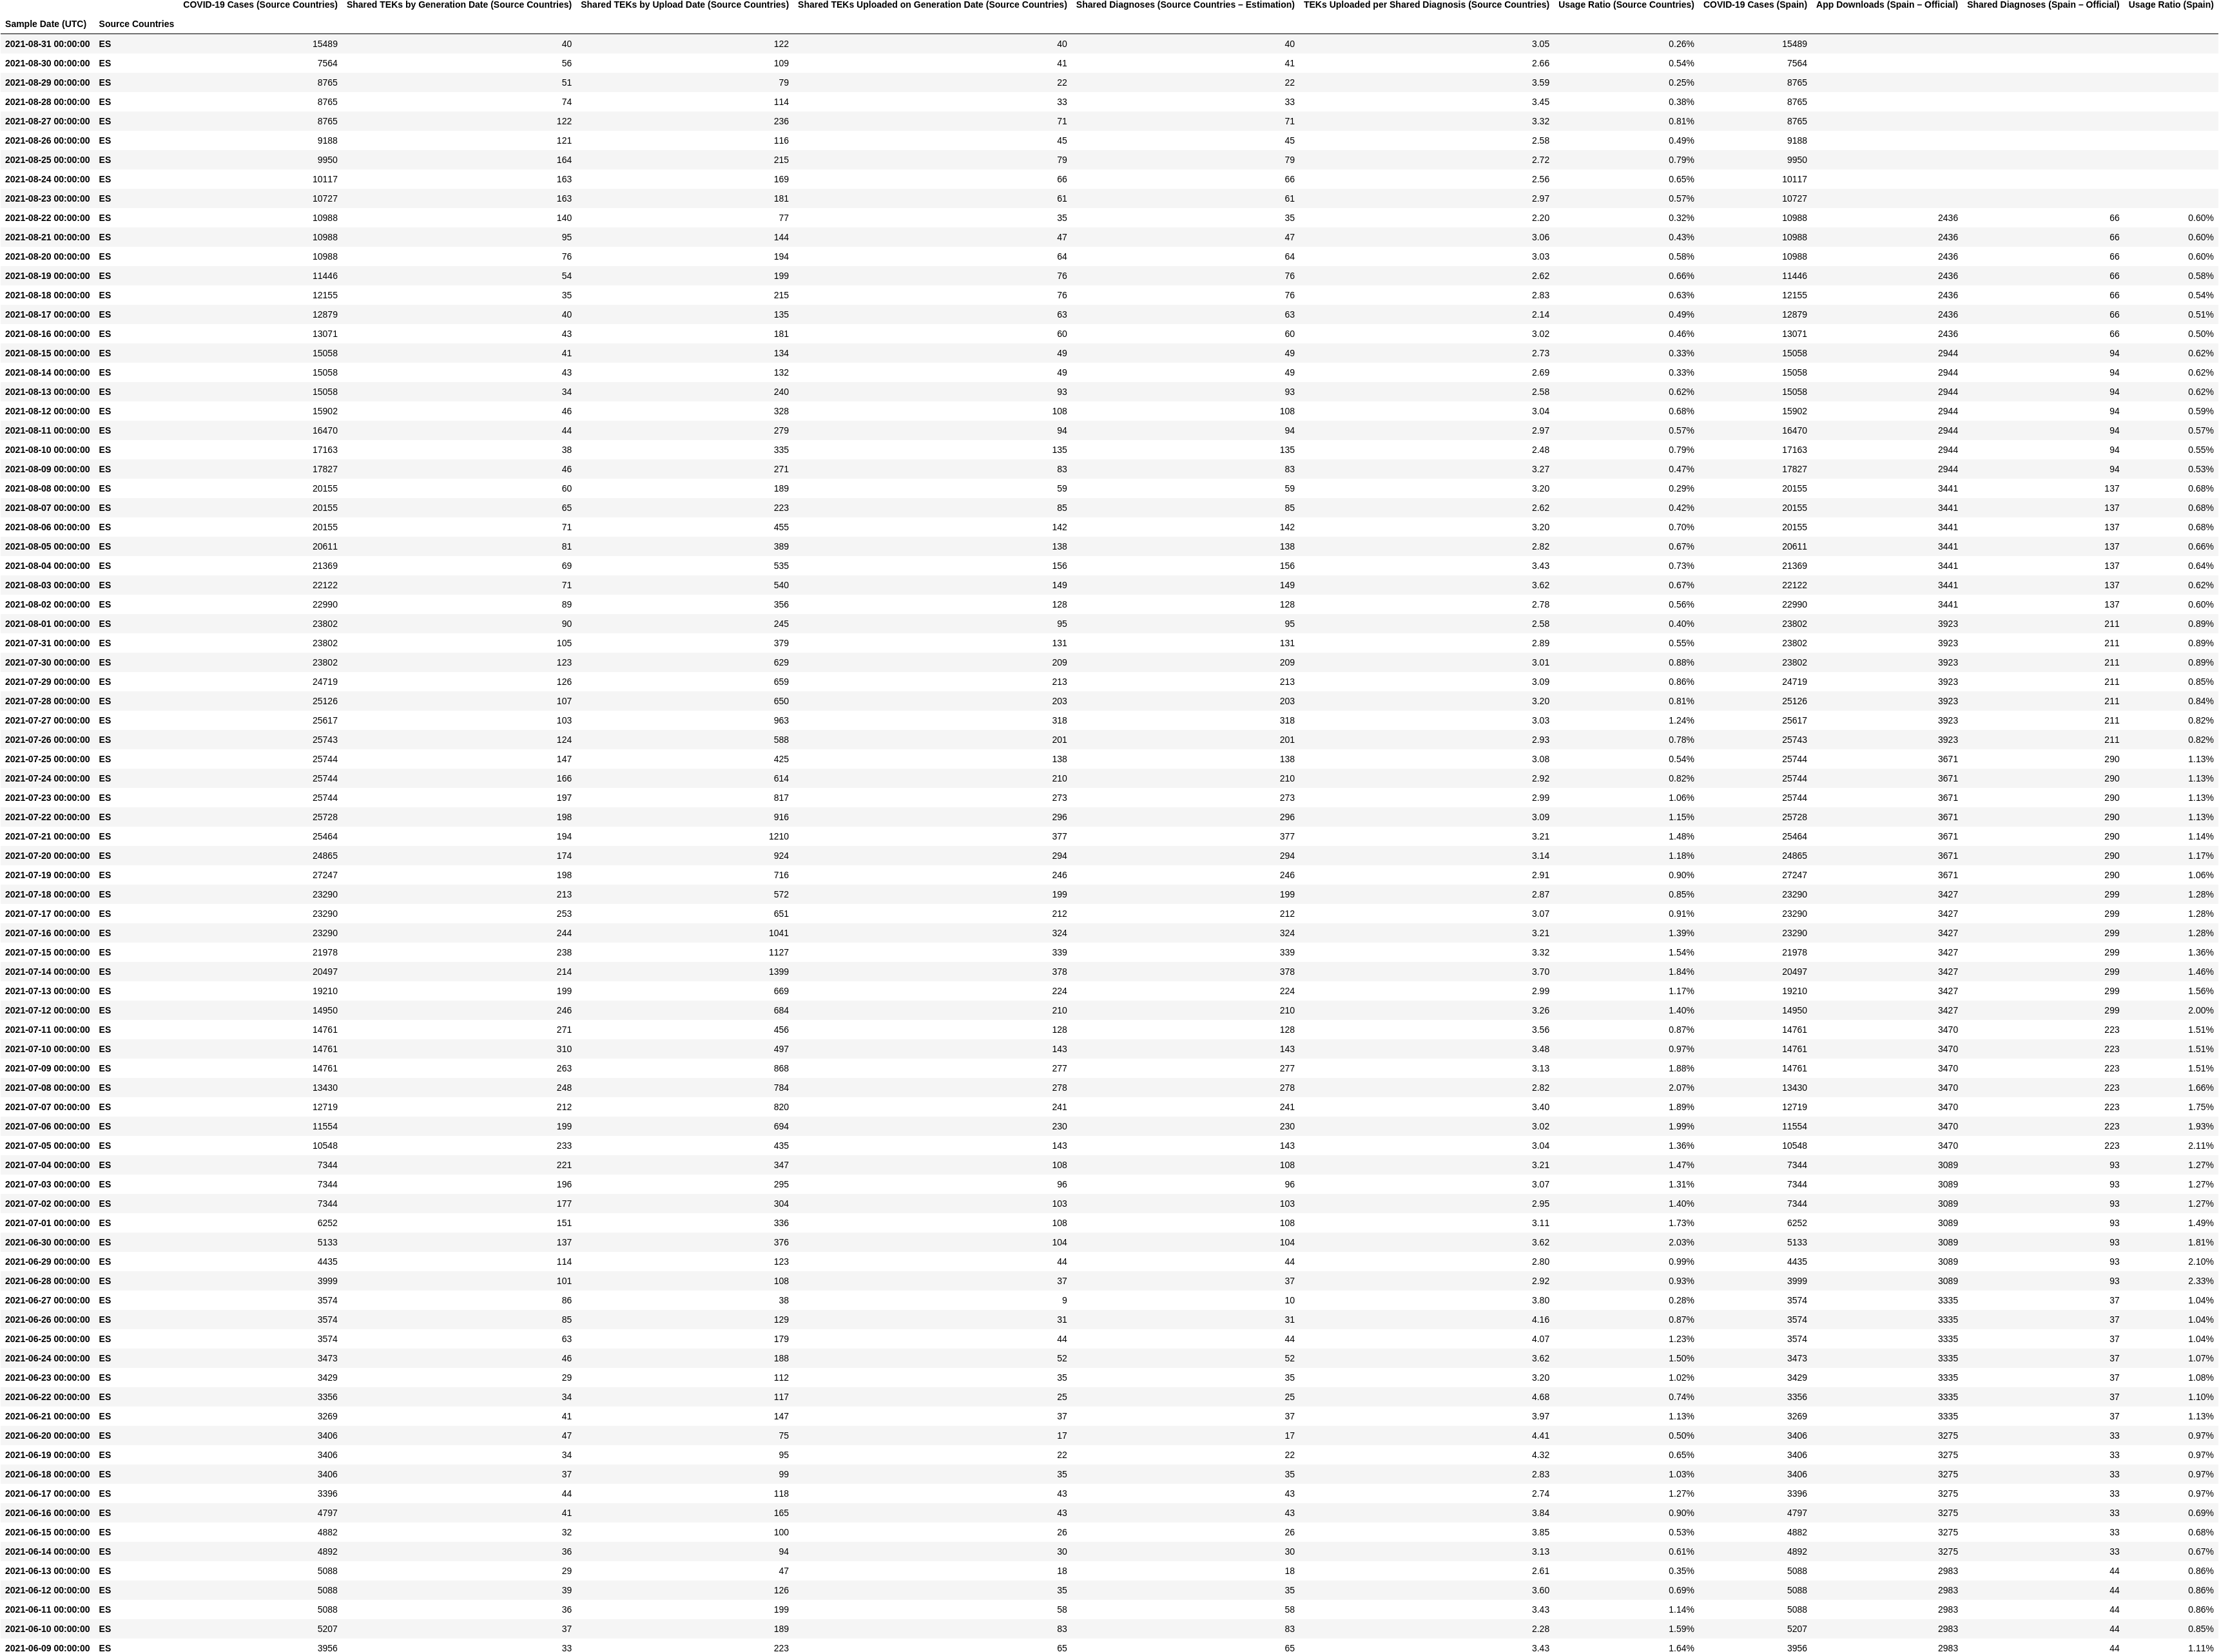 COVID-19 Cases (Source Countries) Shared TEKs by Generation Date (Source Countries) Shared TEKs by Upload Date (Source Countries) Shared TEKs Uploaded on Generation Date (Source Countries) Shared Diagnoses (Source Countries – Estimation) TEKs Uploaded per Shared Diagnosis (Source Countries) Usage Ratio (Source Countries) COVID-19 Cases (Spain) App Downloads (Spain – Official) Shared Diagnoses (Spain – Official) Usage Ratio (Spain)
Sample Date (UTC) Source Countries
2021-08-31 00:00:00 ES 15489 40 122 40 40 3.05 0.26% 15489
2021-08-30 00:00:00 ES 7564 56 109 41 41 2.66 0.54% 7564
2021-08-29 00:00:00 ES 8765 51 79 22 22 3.59 0.25% 8765
2021-08-28 00:00:00 ES 8765 74 114 33 33 3.45 0.38% 8765
2021-08-27 00:00:00 ES 8765 122 236 71 71 3.32 0.81% 8765
2021-08-26 00:00:00 ES 9188 121 116 45 45 2.58 0.49% 9188
2021-08-25 00:00:00 ES 9950 164 215 79 79 2.72 0.79% 9950
2021-08-24 00:00:00 ES 10117 163 169 66 66 2.56 0.65% 10117
2021-08-23 00:00:00 ES 10727 163 181 61 61 2.97 0.57% 10727
2021-08-22 00:00:00 ES 10988 140 77 35 35 2.20 0.32% 10988 2436 66 0.60%
2021-08-21 00:00:00 ES 10988 95 144 47 47 3.06 0.43% 10988 2436 66 0.60%
2021-08-20 00:00:00 ES 10988 76 194 64 64 3.03 0.58% 10988 2436 66 0.60%
2021-08-19 00:00:00 ES 11446 54 199 76 76 2.62 0.66% 11446 2436 66 0.58%
2021-08-18 00:00:00 ES 12155 35 215 76 76 2.83 0.63% 12155 2436 66 0.54%
2021-08-17 00:00:00 ES 12879 40 135 63 63 2.14 0.49% 12879 2436 66 0.51%
2021-08-16 00:00:00 ES 13071 43 181 60 60 3.02 0.46% 13071 2436 66 0.50%
2021-08-15 00:00:00 ES 15058 41 134 49 49 2.73 0.33% 15058 2944 94 0.62%
2021-08-14 00:00:00 ES 15058 43 132 49 49 2.69 0.33% 15058 2944 94 0.62%
2021-08-13 00:00:00 ES 15058 34 240 93 93 2.58 0.62% 15058 2944 94 0.62%
2021-08-12 00:00:00 ES 15902 46 328 108 108 3.04 0.68% 15902 2944 94 0.59%
2021-08-11 00:00:00 ES 16470 44 279 94 94 2.97 0.57% 16470 2944 94 0.57%
2021-08-10 00:00:00 ES 17163 38 335 135 135 2.48 0.79% 17163 2944 94 0.55%
2021-08-09 00:00:00 ES 17827 46 271 83 83 3.27 0.47% 17827 2944 94 0.53%
2021-08-08 00:00:00 ES 20155 60 189 59 59 3.20 0.29% 20155 3441 137 0.68%
2021-08-07 00:00:00 ES 20155 65 223 85 85 2.62 0.42% 20155 3441 137 0.68%
2021-08-06 00:00:00 ES 20155 71 455 142 142 3.20 0.70% 20155 3441 137 0.68%
2021-08-05 00:00:00 ES 20611 81 389 138 138 2.82 0.67% 20611 3441 137 0.66%
2021-08-04 00:00:00 ES 21369 69 535 156 156 3.43 0.73% 21369 3441 137 0.64%
2021-08-03 00:00:00 ES 22122 71 540 149 149 3.62 0.67% 22122 3441 137 0.62%
2021-08-02 00:00:00 ES 22990 89 356 128 128 2.78 0.56% 22990 3441 137 0.60%
2021-08-01 00:00:00 ES 23802 90 245 95 95 2.58 0.40% 23802 3923 211 0.89%
2021-07-31 00:00:00 ES 23802 105 379 131 131 2.89 0.55% 23802 3923 211 0.89%
2021-07-30 00:00:00 ES 23802 123 629 209 209 3.01 0.88% 23802 3923 211 0.89%
2021-07-29 00:00:00 ES 24719 126 659 213 213 3.09 0.86% 24719 3923 211 0.85%
2021-07-28 00:00:00 ES 25126 107 650 203 203 3.20 0.81% 25126 3923 211 0.84%
2021-07-27 00:00:00 ES 25617 103 963 318 318 3.03 1.24% 25617 3923 211 0.82%
2021-07-26 00:00:00 ES 25743 124 588 201 201 2.93 0.78% 25743 3923 211 0.82%
2021-07-25 00:00:00 ES 25744 147 425 138 138 3.08 0.54% 25744 3671 290 1.13%
2021-07-24 00:00:00 ES 25744 166 614 210 210 2.92 0.82% 25744 3671 290 1.13%
2021-07-23 00:00:00 ES 25744 197 817 273 273 2.99 1.06% 25744 3671 290 1.13%
2021-07-22 00:00:00 ES 25728 198 916 296 296 3.09 1.15% 25728 3671 290 1.13%
2021-07-21 00:00:00 ES 25464 194 1210 377 377 3.21 1.48% 25464 3671 290 1.14%
2021-07-20 00:00:00 ES 24865 174 924 294 294 3.14 1.18% 24865 3671 290 1.17%
2021-07-19 00:00:00 ES 27247 198 716 246 246 2.91 0.90% 27247 3671 290 1.06%
2021-07-18 00:00:00 ES 23290 213 572 199 199 2.87 0.85% 23290 3427 299 1.28%
2021-07-17 00:00:00 ES 23290 253 651 212 212 3.07 0.91% 23290 3427 299 1.28%
2021-07-16 00:00:00 ES 23290 244 1041 324 324 3.21 1.39% 23290 3427 299 1.28%
2021-07-15 00:00:00 ES 21978 238 1127 339 339 3.32 1.54% 21978 3427 299 1.36%
2021-07-14 00:00:00 ES 20497 214 1399 378 378 3.70 1.84% 20497 3427 299 1.46%
2021-07-13 00:00:00 ES 19210 199 669 224 224 2.99 1.17% 19210 3427 299 1.56%
2021-07-12 00:00:00 ES 14950 246 684 210 210 3.26 1.40% 14950 3427 299 2.00%
2021-07-11 00:00:00 ES 14761 271 456 128 128 3.56 0.87% 14761 3470 223 1.51%
2021-07-10 00:00:00 ES 14761 310 497 143 143 3.48 0.97% 14761 3470 223 1.51%
2021-07-09 00:00:00 ES 14761 263 868 277 277 3.13 1.88% 14761 3470 223 1.51%
2021-07-08 00:00:00 ES 13430 248 784 278 278 2.82 2.07% 13430 3470 223 1.66%
2021-07-07 00:00:00 ES 12719 212 820 241 241 3.40 1.89% 12719 3470 223 1.75%
2021-07-06 00:00:00 ES 11554 199 694 230 230 3.02 1.99% 11554 3470 223 1.93%
2021-07-05 00:00:00 ES 10548 233 435 143 143 3.04 1.36% 10548 3470 223 2.11%
2021-07-04 00:00:00 ES 7344 221 347 108 108 3.21 1.47% 7344 3089 93 1.27%
2021-07-03 00:00:00 ES 7344 196 295 96 96 3.07 1.31% 7344 3089 93 1.27%
2021-07-02 00:00:00 ES 7344 177 304 103 103 2.95 1.40% 7344 3089 93 1.27%
2021-07-01 00:00:00 ES 6252 151 336 108 108 3.11 1.73% 6252 3089 93 1.49%
2021-06-30 00:00:00 ES 5133 137 376 104 104 3.62 2.03% 5133 3089 93 1.81%
2021-06-29 00:00:00 ES 4435 114 123 44 44 2.80 0.99% 4435 3089 93 2.10%
2021-06-28 00:00:00 ES 3999 101 108 37 37 2.92 0.93% 3999 3089 93 2.33%
2021-06-27 00:00:00 ES 3574 86 38 9 10 3.80 0.28% 3574 3335 37 1.04%
2021-06-26 00:00:00 ES 3574 85 129 31 31 4.16 0.87% 3574 3335 37 1.04%
2021-06-25 00:00:00 ES 3574 63 179 44 44 4.07 1.23% 3574 3335 37 1.04%
2021-06-24 00:00:00 ES 3473 46 188 52 52 3.62 1.50% 3473 3335 37 1.07%
2021-06-23 00:00:00 ES 3429 29 112 35 35 3.20 1.02% 3429 3335 37 1.08%
2021-06-22 00:00:00 ES 3356 34 117 25 25 4.68 0.74% 3356 3335 37 1.10%
2021-06-21 00:00:00 ES 3269 41 147 37 37 3.97 1.13% 3269 3335 37 1.13%
2021-06-20 00:00:00 ES 3406 47 75 17 17 4.41 0.50% 3406 3275 33 0.97%
2021-06-19 00:00:00 ES 3406 34 95 22 22 4.32 0.65% 3406 3275 33 0.97%
2021-06-18 00:00:00 ES 3406 37 99 35 35 2.83 1.03% 3406 3275 33 0.97%
2021-06-17 00:00:00 ES 3396 44 118 43 43 2.74 1.27% 3396 3275 33 0.97%
2021-06-16 00:00:00 ES 4797 41 165 43 43 3.84 0.90% 4797 3275 33 0.69%
2021-06-15 00:00:00 ES 4882 32 100 26 26 3.85 0.53% 4882 3275 33 0.68%
2021-06-14 00:00:00 ES 4892 36 94 30 30 3.13 0.61% 4892 3275 33 0.67%
2021-06-13 00:00:00 ES 5088 29 47 18 18 2.61 0.35% 5088 2983 44 0.86%
2021-06-12 00:00:00 ES 5088 39 126 35 35 3.60 0.69% 5088 2983 44 0.86%
2021-06-11 00:00:00 ES 5088 36 199 58 58 3.43 1.14% 5088 2983 44 0.86%
2021-06-10 00:00:00 ES 5207 37 189 83 83 2.28 1.59% 5207 2983 44 0.85%
2021-06-09 00:00:00 ES 3956 33 223 65 65 3.43 1.64% 3956 2983 44 1.11%